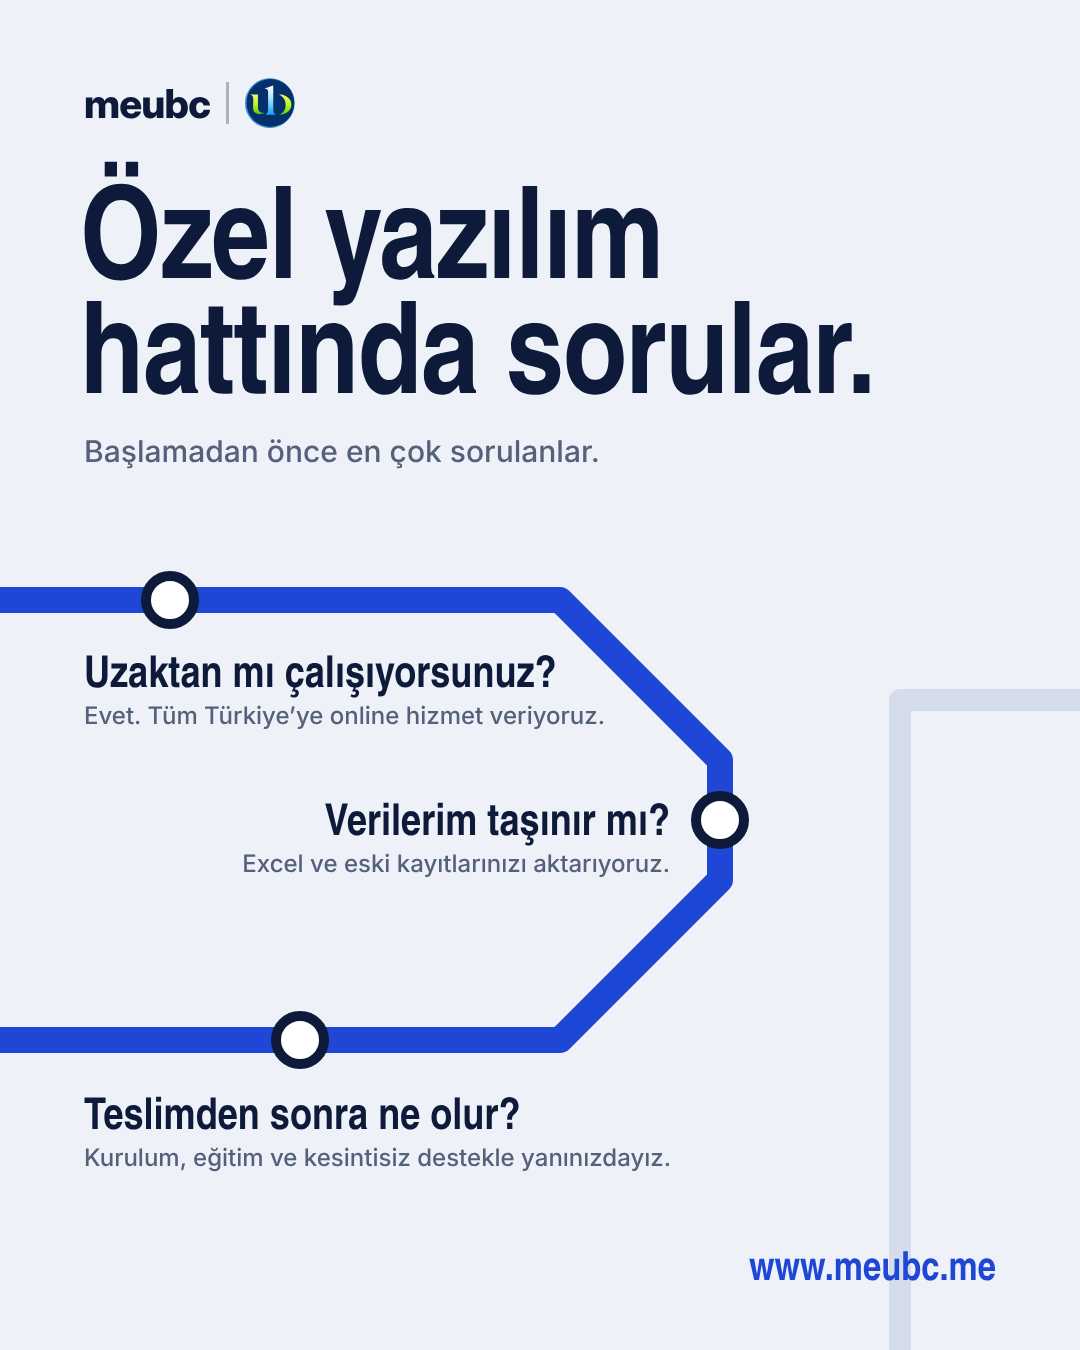 meubc
Özel yazılım
hattında sorular.
Başlamadan önce en çok sorulanlar.
Uzaktan mı çalışıyorsunuz?
Evet. Tüm Türkiye’ye online hizmet veriyoruz.
Verilerim taşınır mı?
Excel ve eski kayıtlarınızı aktarıyoruz.
Teslimden sonra ne olur?
Kurulum, eğitim ve kesintisiz destekle yanınızdayız.
www.meubc.me